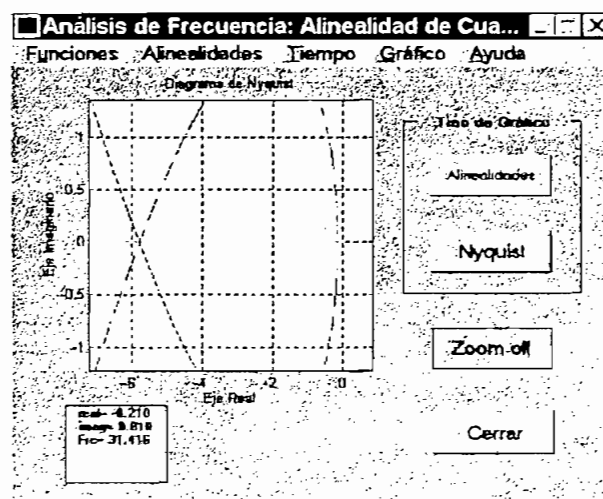 Análisis de Frecuencia: Alinealidad de Cua...
Funciones Alinealidades Tiempo Gráfico Ayuda
Diagrama de Nyquist
Tipo de Gráfico
Alinealidades
Nyquist
Zoom off
Cerrar
Eje Imaginario
1
0.5
0
-0.5
-1
-6 -4 -2 0
Eje Real
real=
imag=
Frc= 31.416